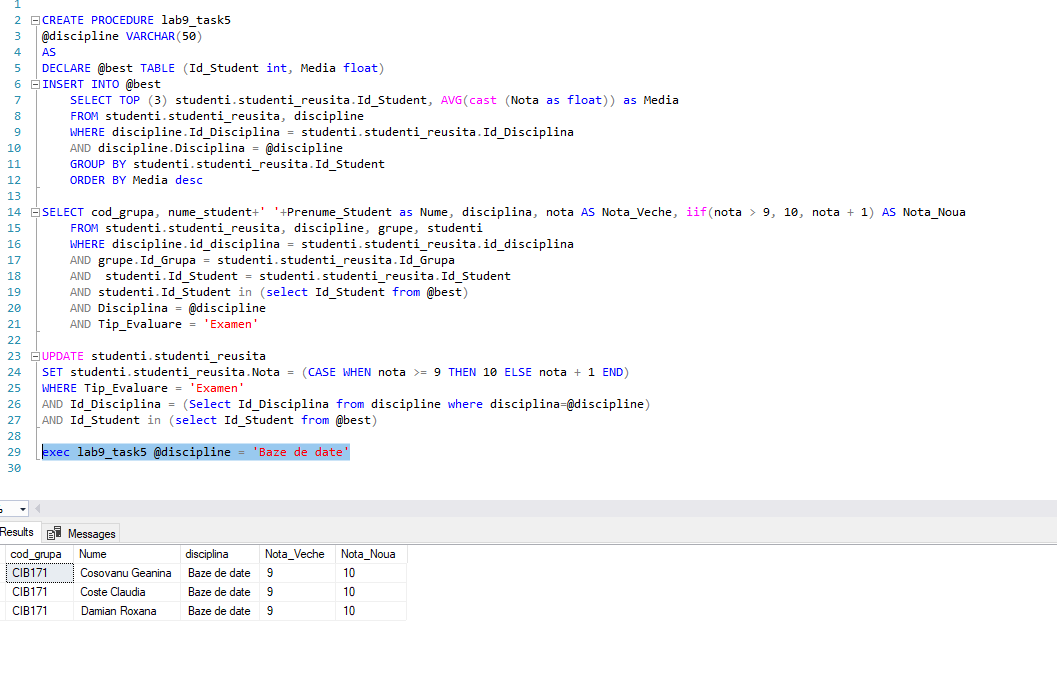 1
2 CREATE PROCEDURE lab9_task5
3 @discipline VARCHAR(50)
4 AS
5 DECLARE @best TABLE (Id_Student int, Media float)
6 INSERT INTO @best
7 SELECT TOP (3) studenti.studenti_reusita.Id_Student, AVG(cast (Nota as float)) as Media
8 FROM studenti.studenti_reusita, discipline
9 WHERE discipline.Id_Disciplina = studenti.studenti_reusita.Id_Disciplina
10 AND discipline.Disciplina = @discipline
11 GROUP BY studenti.studenti_reusita.Id_Student
12 ORDER BY Media desc
13
14 SELECT cod_grupa, nume_student+' '+Prenume_Student as Nume, disciplina, nota AS Nota_Veche, iif(nota > 9, 10, nota + 1) AS Nota_Noua
15 FROM studenti.studenti_reusita, discipline, grupe, studenti
16 WHERE discipline.id_disciplina = studenti.studenti_reusita.id_disciplina
17 AND grupe.Id_Grupa = studenti.studenti_reusita.Id_Grupa
18 AND  studenti.Id_Student = studenti.studenti_reusita.Id_Student
19 AND studenti.Id_Student in (select Id_Student from @best)
20 AND Disciplina = @discipline
21 AND Tip_Evaluare = 'Examen'
22
23 UPDATE studenti.studenti_reusita
24 SET studenti.studenti_reusita.Nota = (CASE WHEN nota >= 9 THEN 10 ELSE nota + 1 END)
25 WHERE Tip_Evaluare = 'Examen'
26 AND Id_Disciplina = (Select Id_Disciplina from discipline where disciplina=@discipline)
27 AND Id_Student in (select Id_Student from @best)
28
29 exec lab9_task5 @discipline = 'Baze de date'
30
Results Messages
cod_grupa Nume disciplina Nota_Veche Nota_Noua
CIB171 Cosovanu Geanina Baze de date 9 10
CIB171 Coste Claudia Baze de date 9 10
CIB171 Damian Roxana Baze de date 9 10